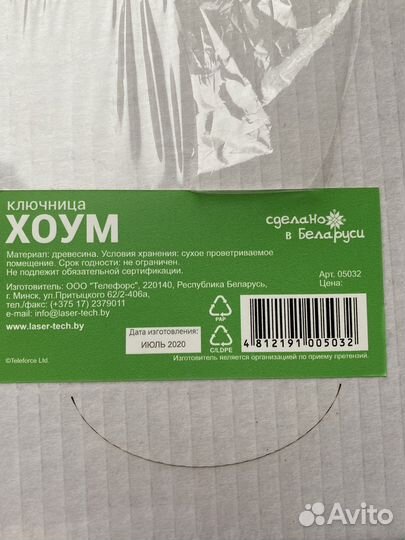 ключница
ХОУМ
сделано
в Беларуси
Материал: древесина. Условия хранения: сухое проветриваемое
помещение. Срок годности: не ограничен.
Не подлежит обязательной сертификации.
Арт. 05032
Цена:
Изготовитель: ООО "Телефорс", 220140, Республика Беларусь,
г. Минск, ул.Притыцкого 62/2-406а,
тел./факс: (+375 17) 2379011
e-mail: info@laser-tech.by
www.laser-tech.by
Дата изготовления:
ИЮЛЬ 2020
PAP
C/LDPE
4 812191 005032
©Teleforce Ltd.
Изготовитель является организацией по приему претензий.
Avito